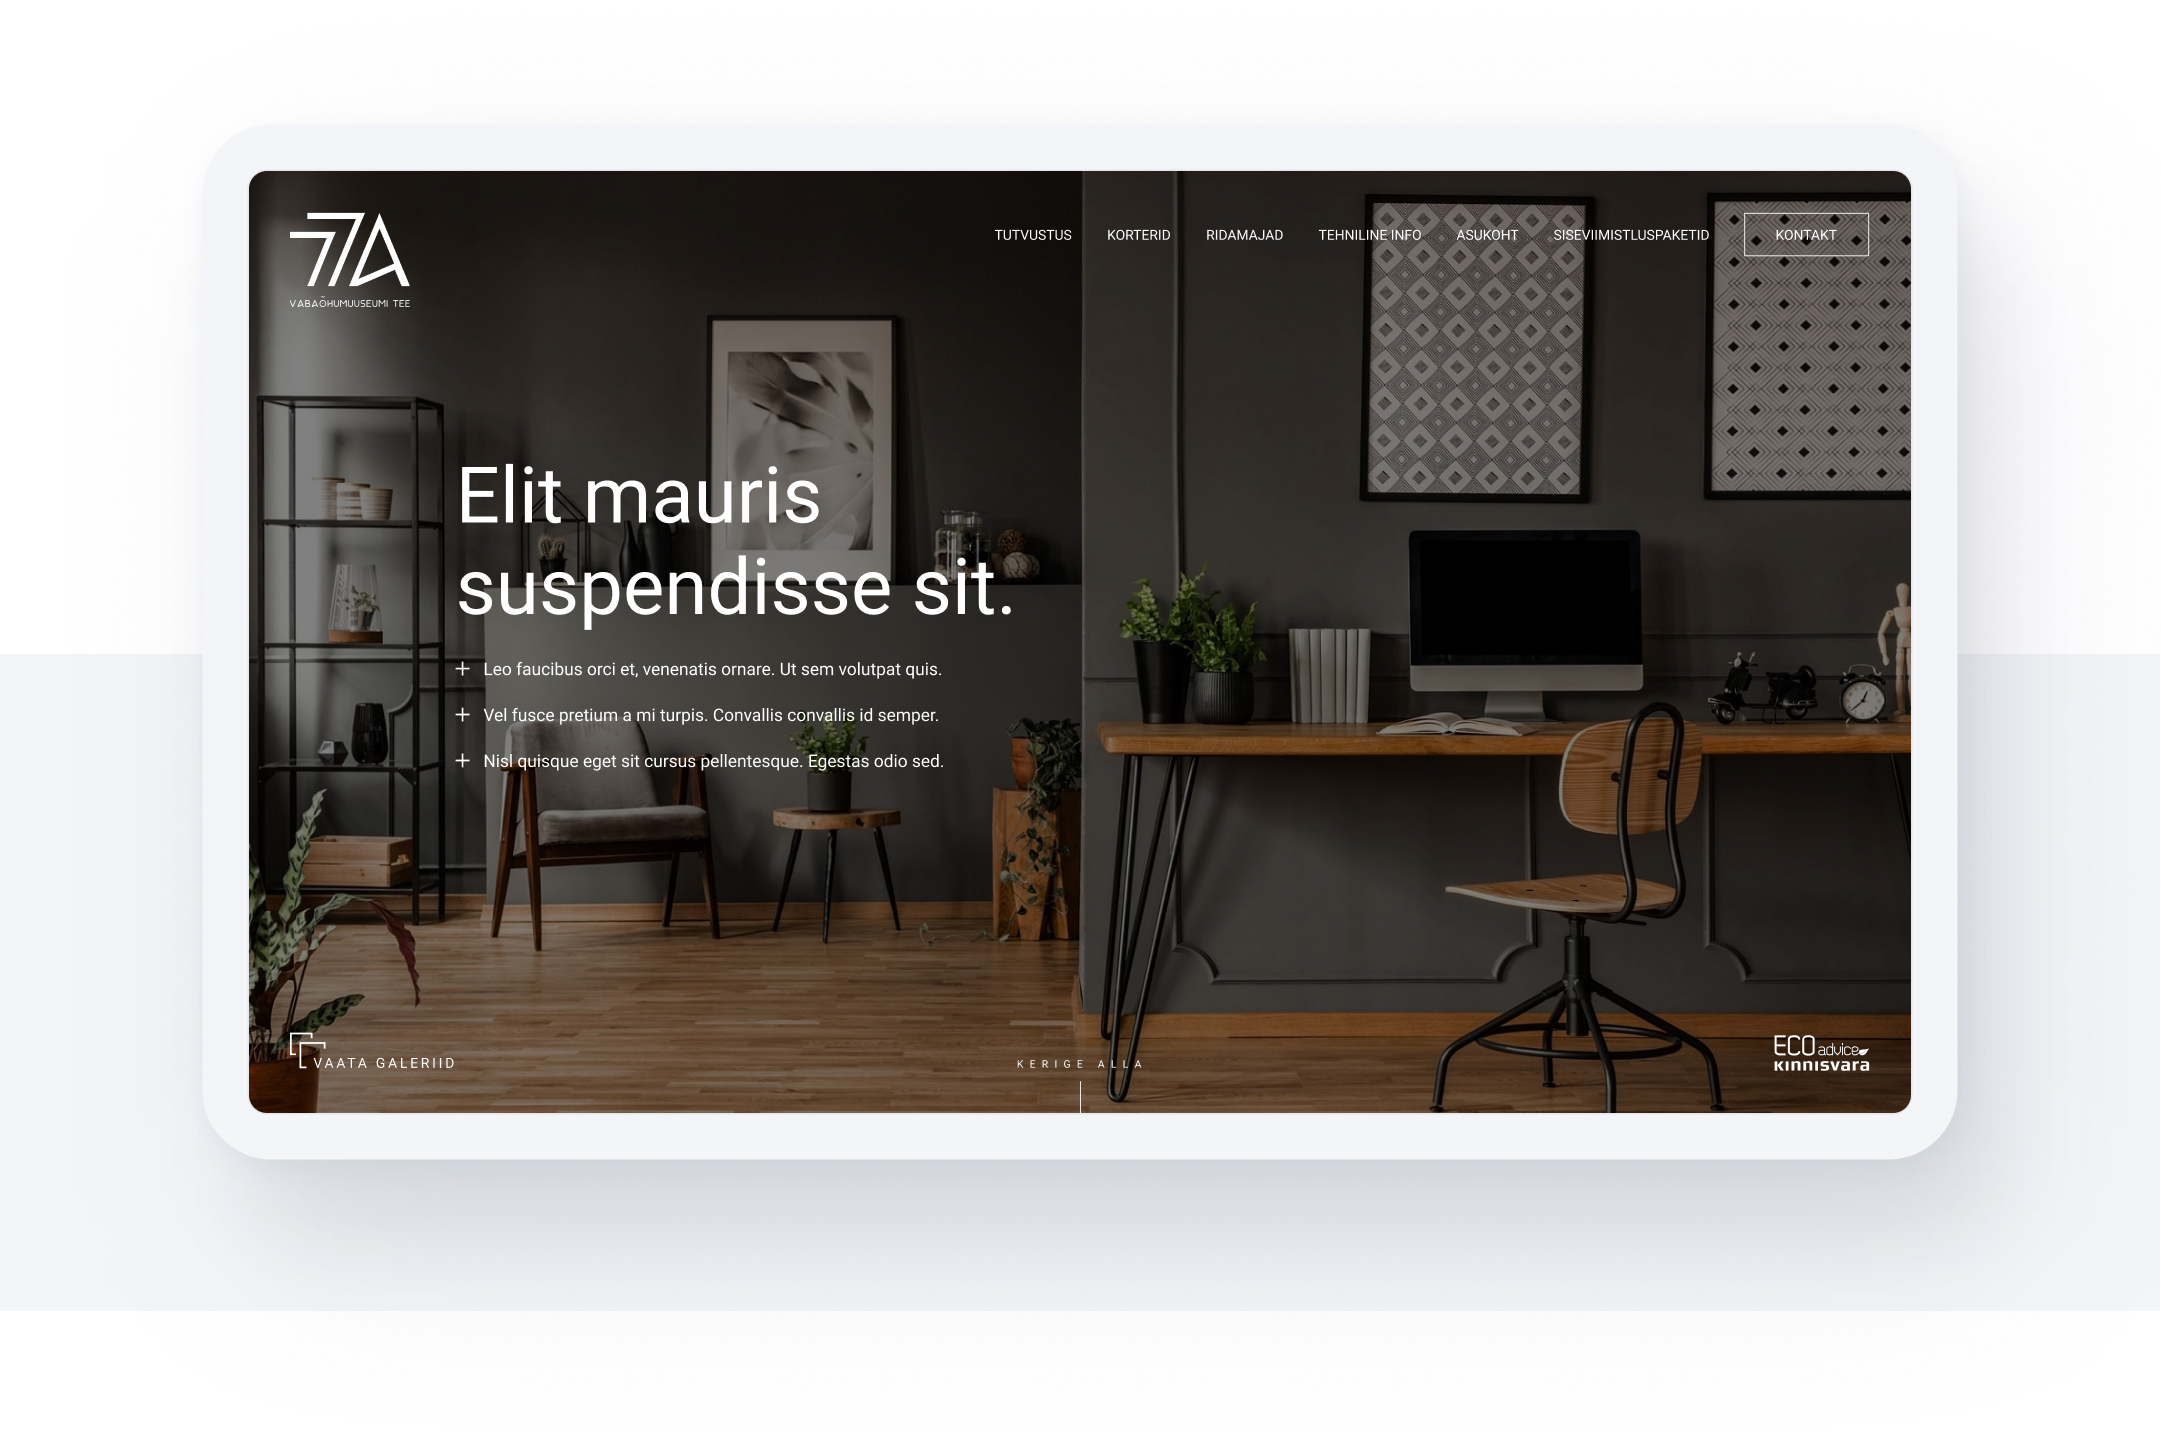 77A
VABAÕHUMUUSEUMI TEE
TUTVUSTUS KORTERID RIDAMAJAD TEHNILINE INFO ASUKOHT SISEVIIMISTLUSPAKETID KONTAKT
Elit mauris
suspendisse sit.
Leo faucibus orci et, venenatis ornare. Ut sem volutpat quis.
Vel fusce pretium a mi turpis. Convallis convallis id semper.
Nisl quisque eget sit cursus pellentesque. Egestas odio sed.
VAATA GALERIID
KERIGE ALLA
ECO advice
kinnisvara